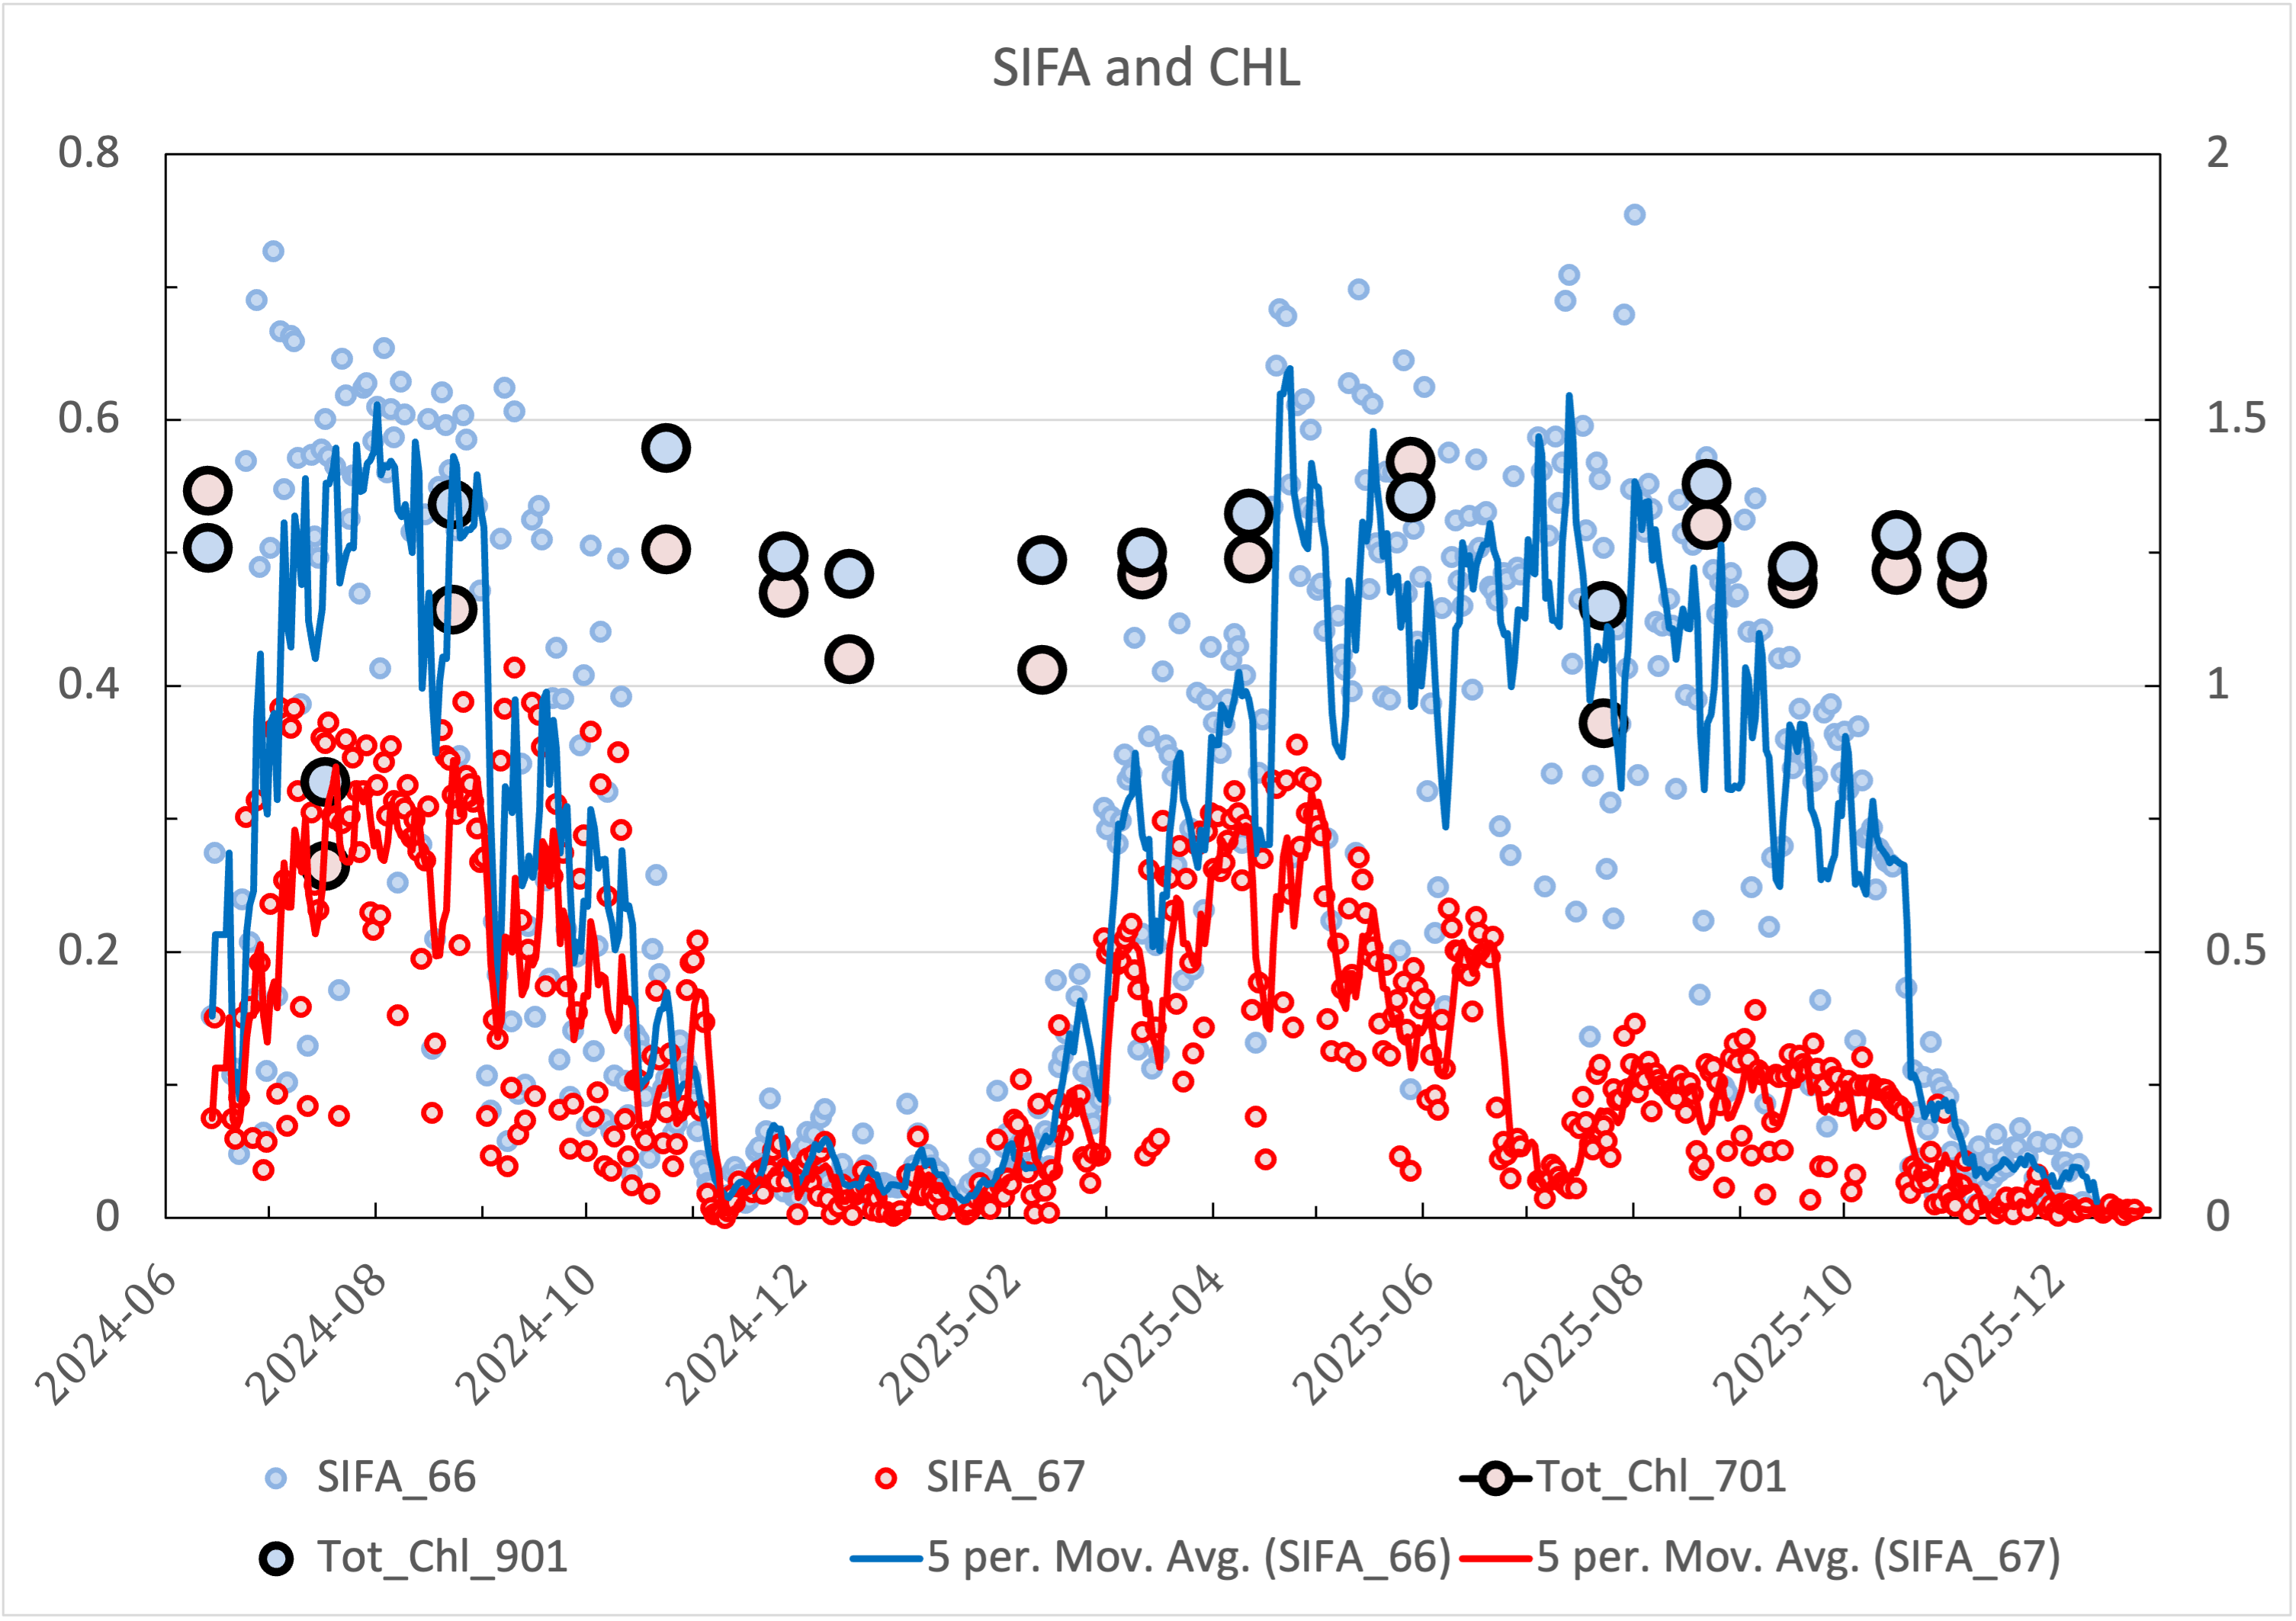 SIFA and CHL
0.8
0.6
0.4
0.2
0
2
1.5
1
0.5
0
2024-06
2024-08
2024-10
2024-12
2025-02
2025-04
2025-06
2025-08
2025-10
2025-12
SIFA_66
SIFA_67
Tot_Chl_701
Tot_Chl_901
5 per. Mov. Avg. (SIFA_66)
5 per. Mov. Avg. (SIFA_67)